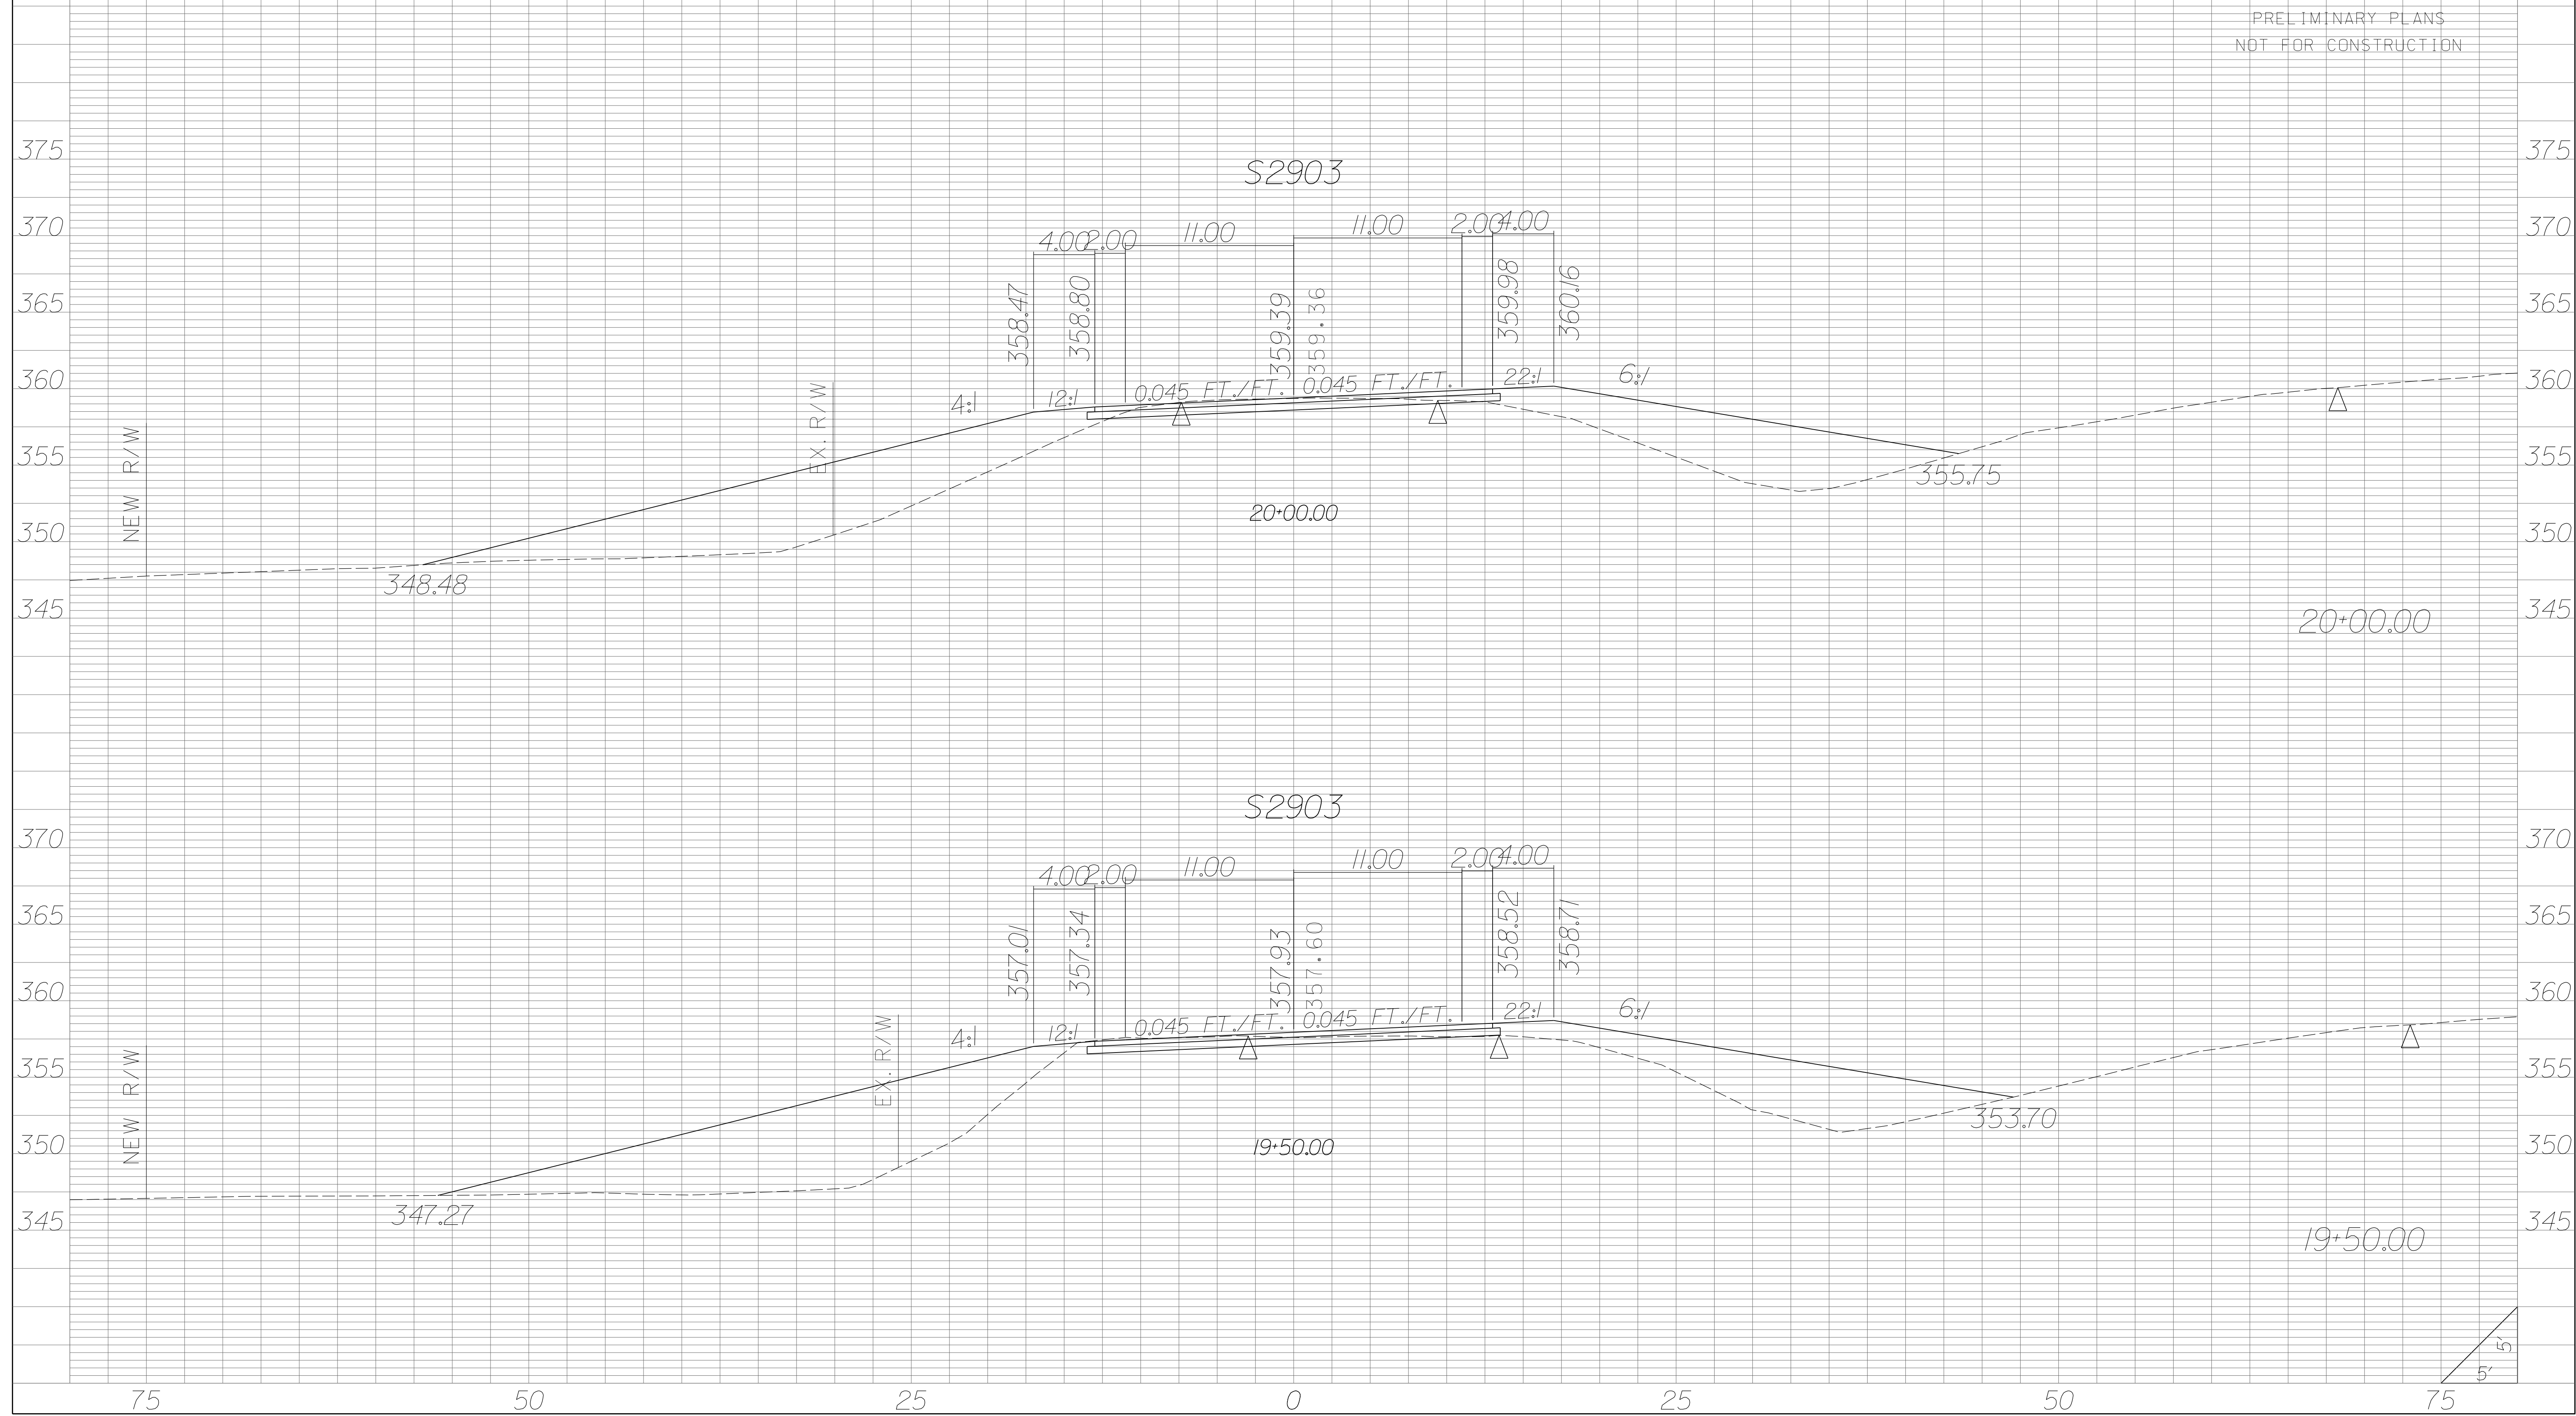 PRELIMINARY PLANS
NOT FOR CONSTRUCTION
375 375
S2903
370 370
4.00 2.00 11.00 11.00 2.00 4.00
365 365
358.47 358.80 359.39 359.36 359.98 360.16
360 360
4:1 12:1 0.045 FT./FT. 0.045 FT./FT. 22:1 6:1
EX. R/W
NEW R/W
355 355
355.75
350 350
20+00.00
348.48
345 345
20+00.00
S2903
370 370
4.00 2.00 11.00 11.00 2.00 4.00
365 365
357.01 357.34 357.93 357.60 358.52 358.71
360 360
4:1 12:1 0.045 FT./FT. 0.045 FT./FT. 22:1 6:1
EX. R/W
NEW R/W
355 355
353.70
350 350
19+50.00
347.27
345 345
19+50.00
5'
5'
75 50 25 0 25 50 75